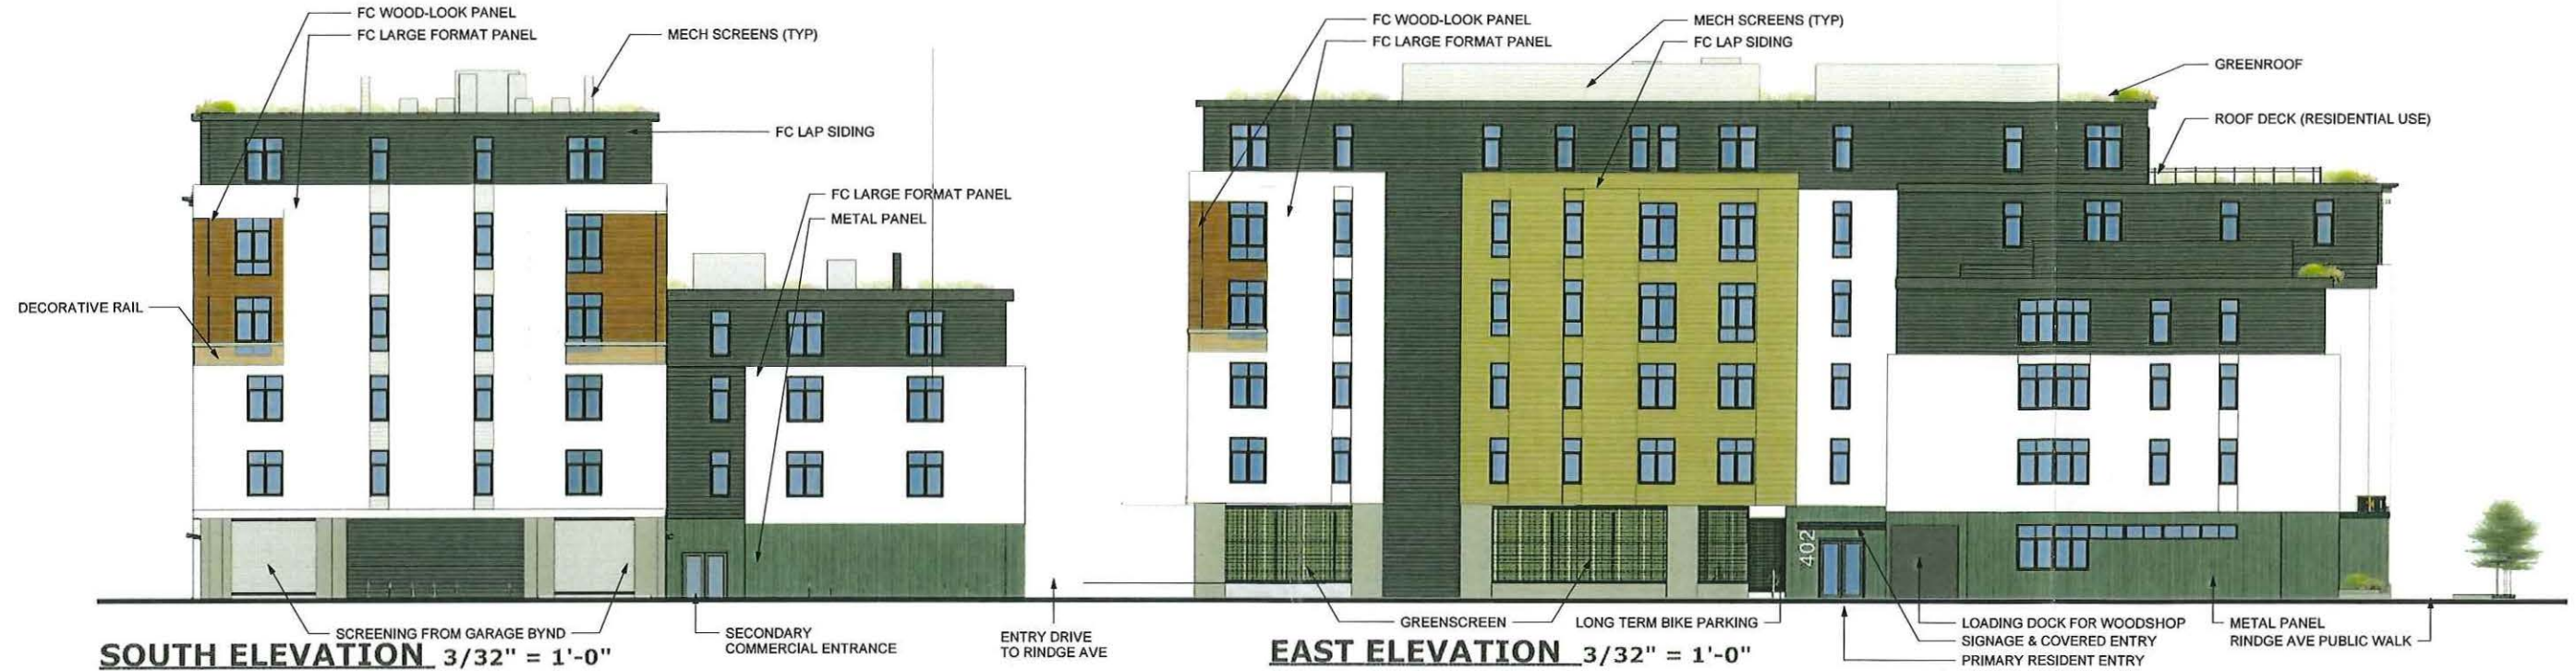 FC WOOD-LOOK PANEL
FC LARGE FORMAT PANEL
MECH SCREENS (TYP)
FC LAP SIDING
FC LARGE FORMAT PANEL
METAL PANEL
DECORATIVE RAIL
SCREENING FROM GARAGE BYND
SECONDARY
COMMERCIAL ENTRANCE
ENTRY DRIVE
TO RINDGE AVE
SOUTH ELEVATION 3/32" = 1'-0"
FC WOOD-LOOK PANEL
FC LARGE FORMAT PANEL
MECH SCREENS (TYP)
FC LAP SIDING
GREENROOF
ROOF DECK (RESIDENTIAL USE)
402
GREENSCREEN
LONG TERM BIKE PARKING
LOADING DOCK FOR WOODSHOP
SIGNAGE & COVERED ENTRY
PRIMARY RESIDENT ENTRY
METAL PANEL
RINDGE AVE PUBLIC WALK
EAST ELEVATION 3/32" = 1'-0"